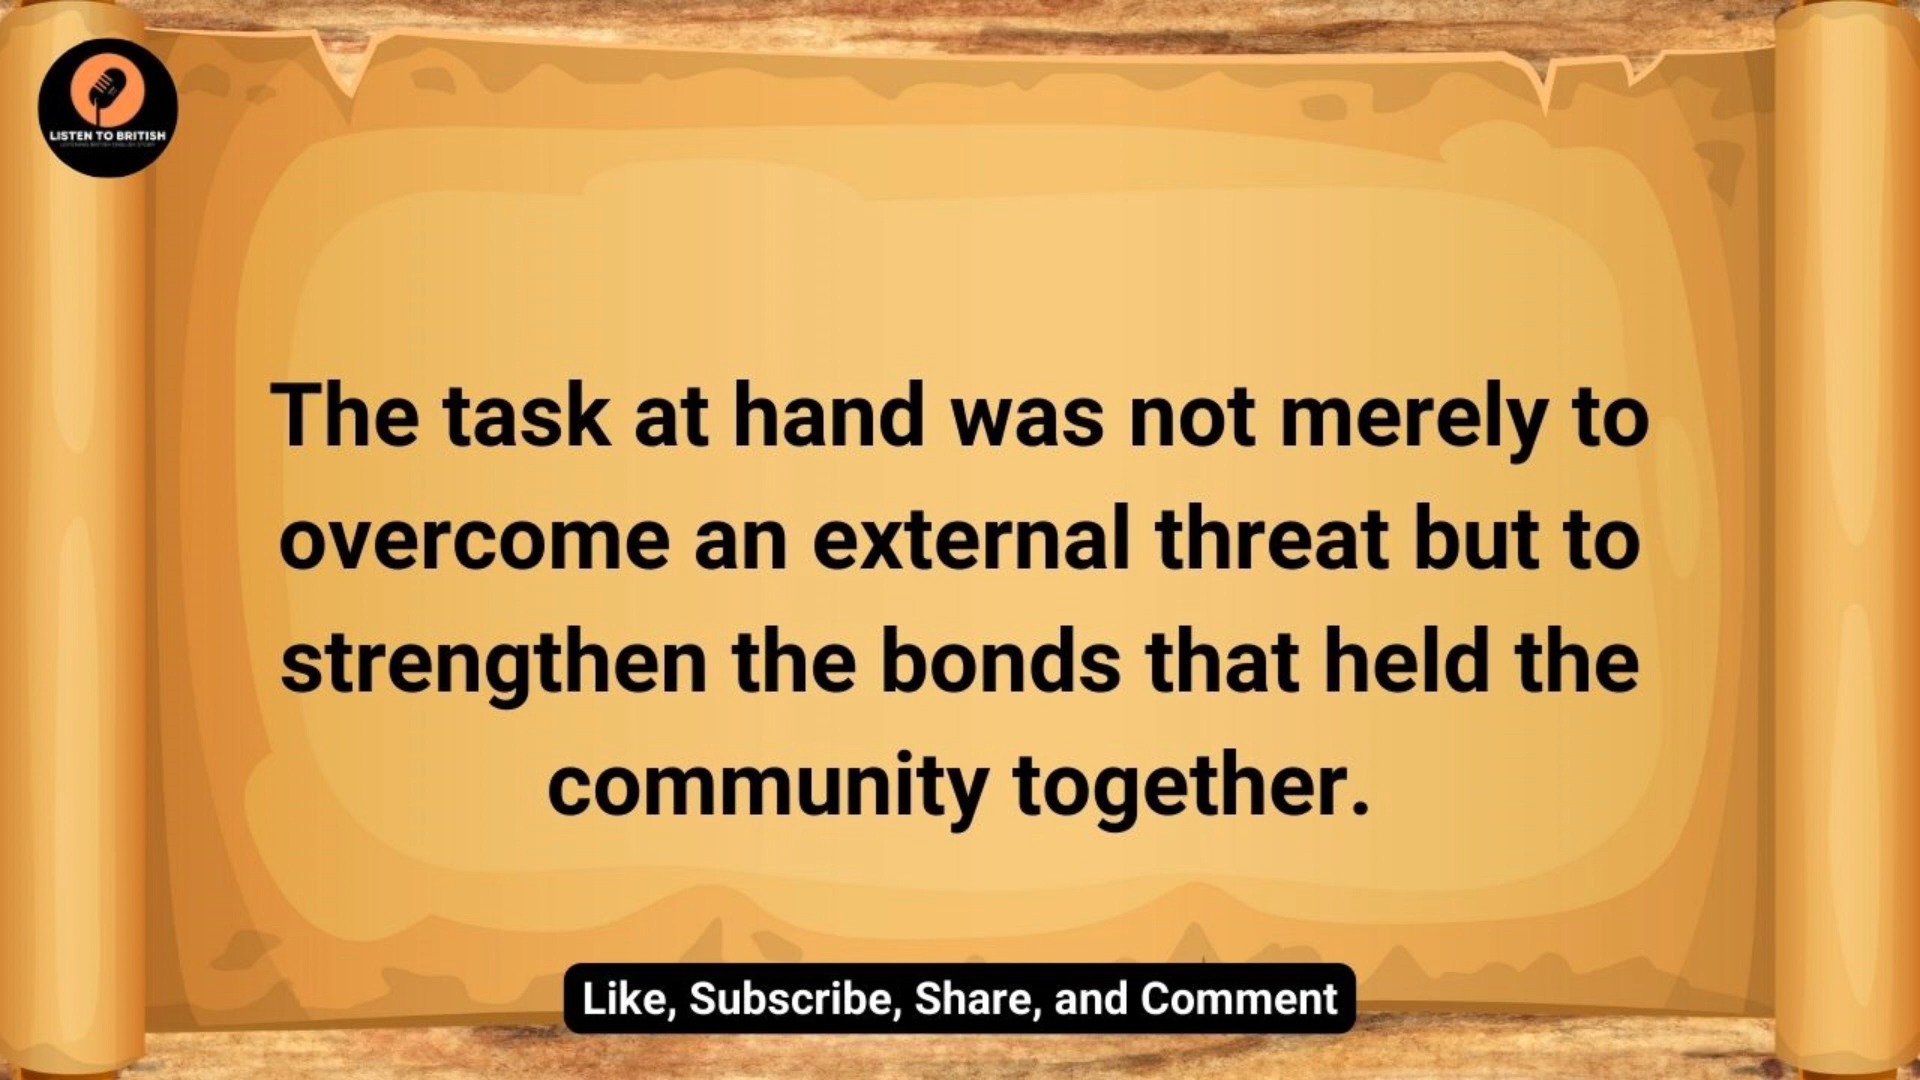 LISTEN TO BRITISH
The task at hand was not merely to
overcome an external threat but to
strengthen the bonds that held the
community together.
Like, Subscribe, Share, and Comment